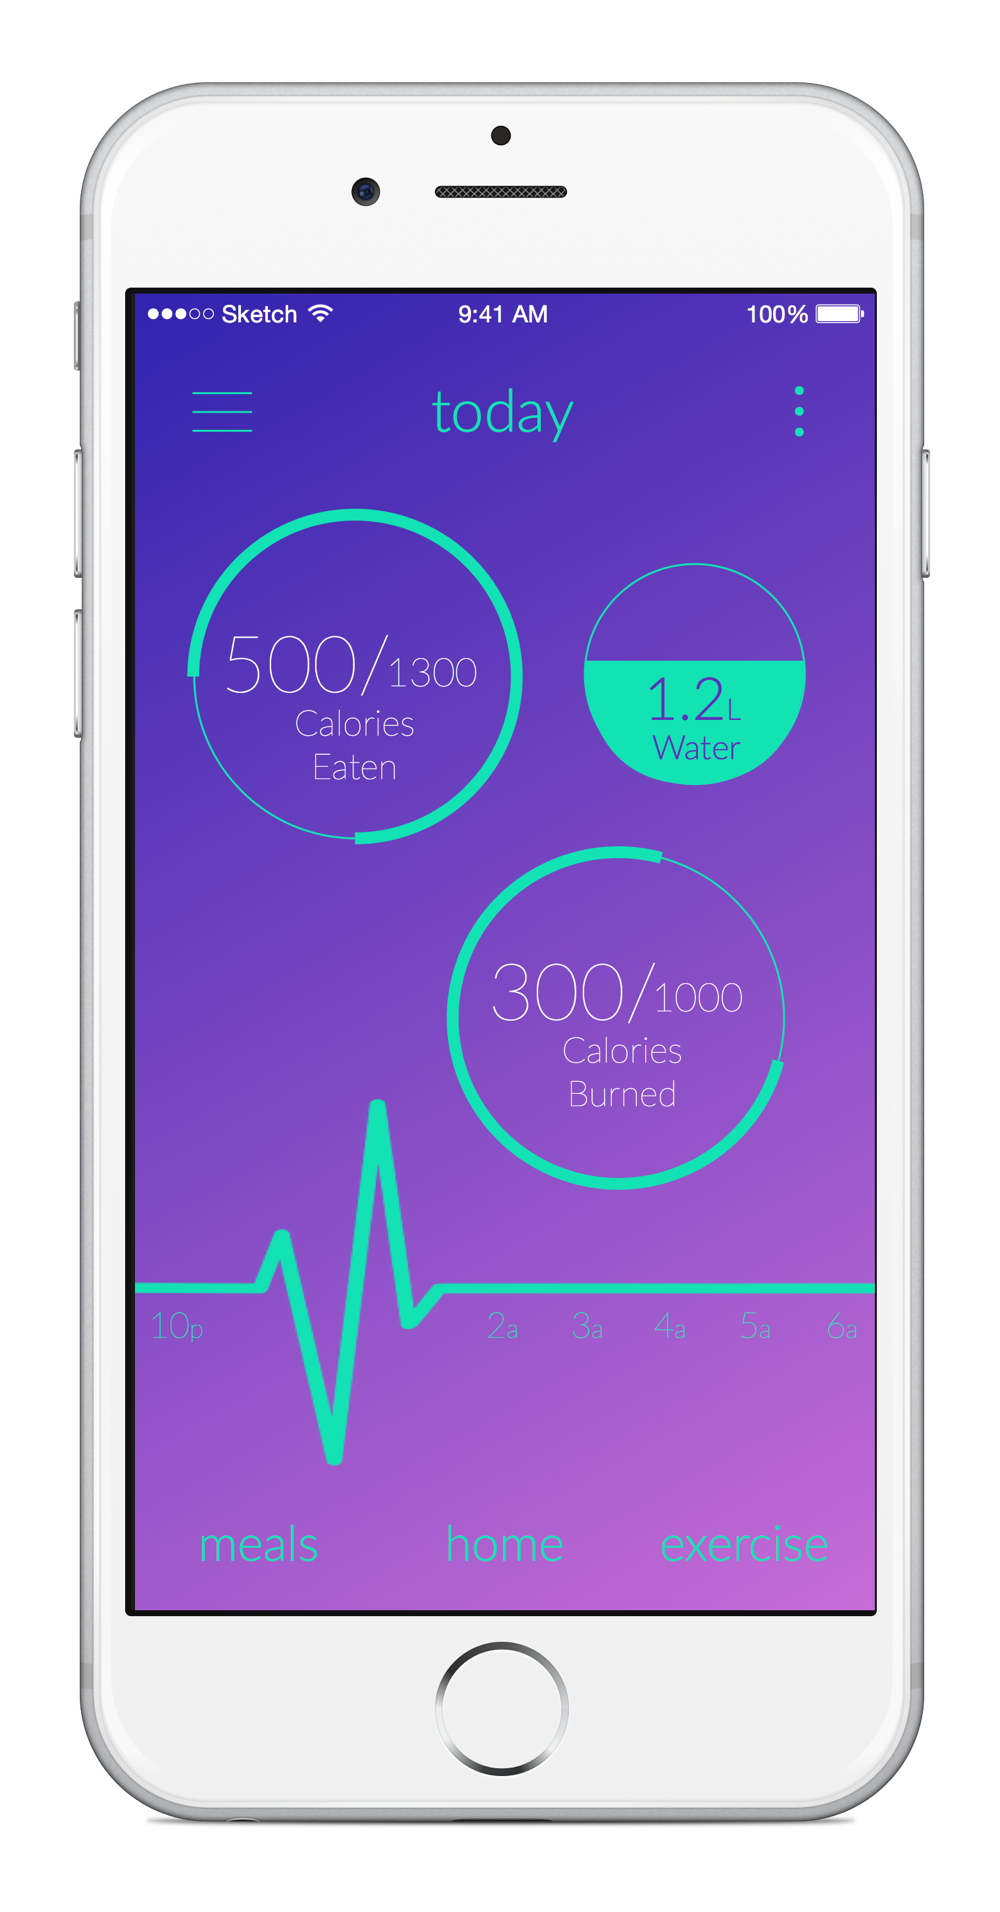 Sketch 9:41 AM 100%
today
500/1300
Calories
Eaten
1.2L
Water
300/1000
Calories
Burned
10p 2a 3a 4a 5a 6a
meals home exercise